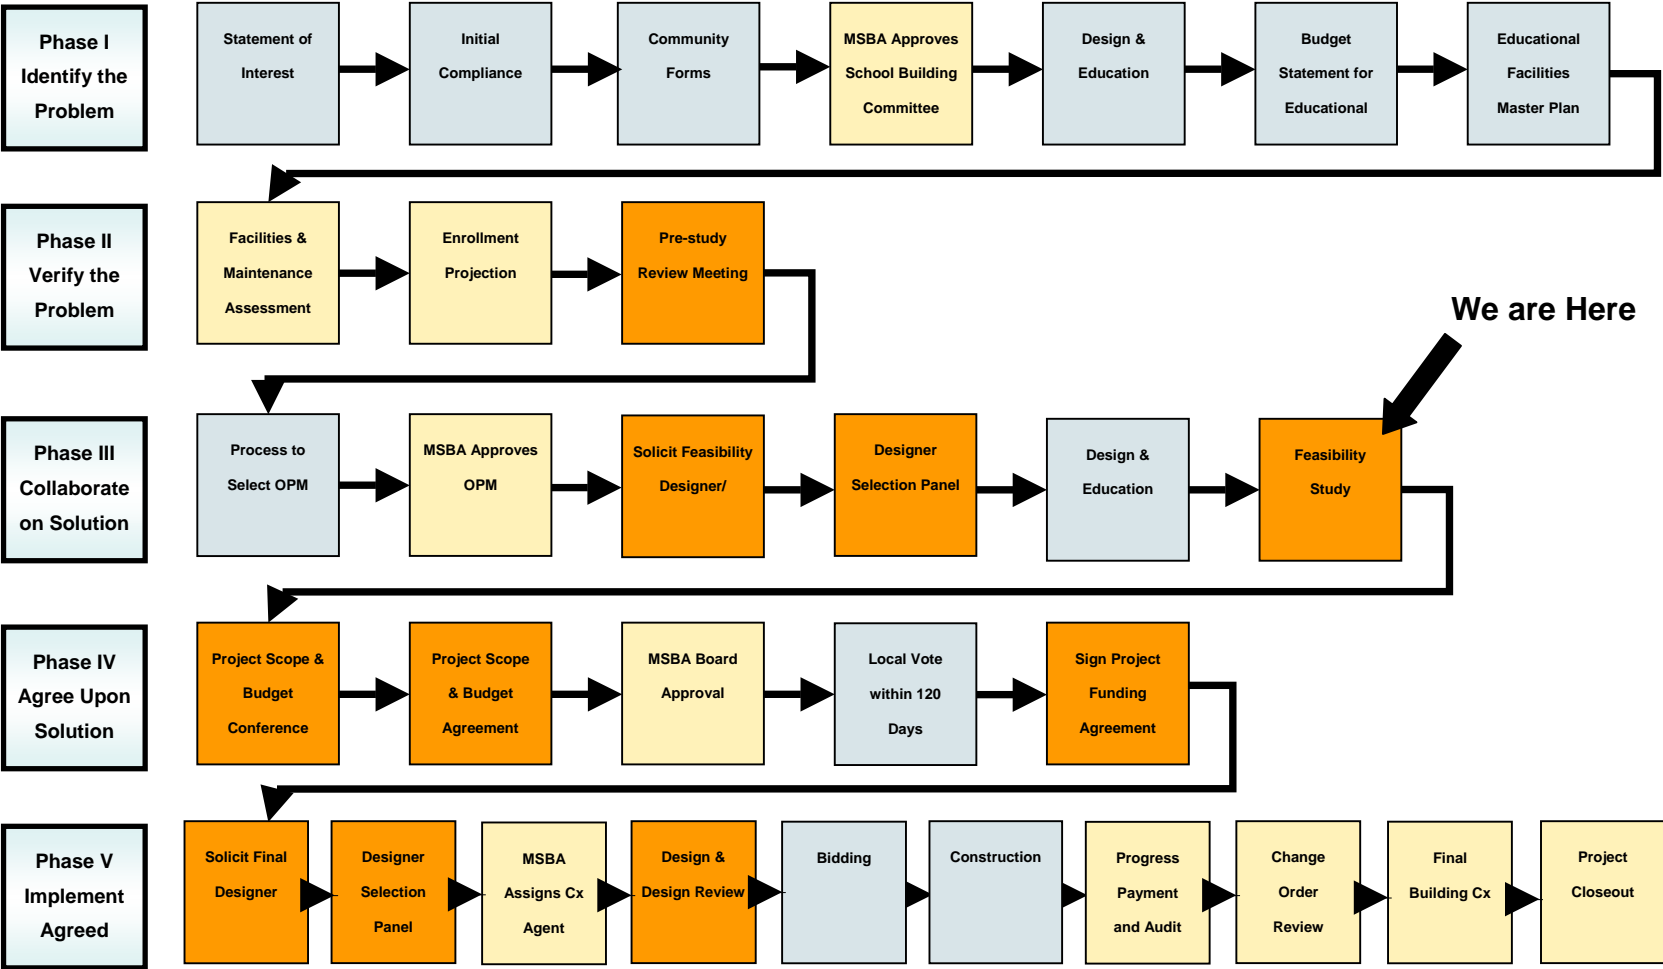 Phase I
Identify the
Problem
Statement of
Interest
Initial
Compliance
Community
Forms
MSBA Approves
School Building
Committee
Design &
Education
Budget
Statement for
Educational
Educational
Facilities
Master Plan
Phase II
Verify the
Problem
Facilities &
Maintenance
Assessment
Enrollment
Projection
Pre-study
Review Meeting
We are Here
Phase III
Collaborate
on Solution
Process to
Select OPM
MSBA Approves
OPM
Solicit Feasibility
Designer/
Designer
Selection Panel
Design &
Education
Feasibility
Study
Phase IV
Agree Upon
Solution
Project Scope &
Budget
Conference
Project Scope
& Budget
Agreement
MSBA Board
Approval
Local Vote
within 120
Days
Sign Project
Funding
Agreement
Phase V
Implement
Agreed
Solicit Final
Designer
Designer
Selection
Panel
MSBA
Assigns Cx
Agent
Design &
Design Review
Bidding
Construction
Progress
Payment
and Audit
Change
Order
Review
Final
Building Cx
Project
Closeout